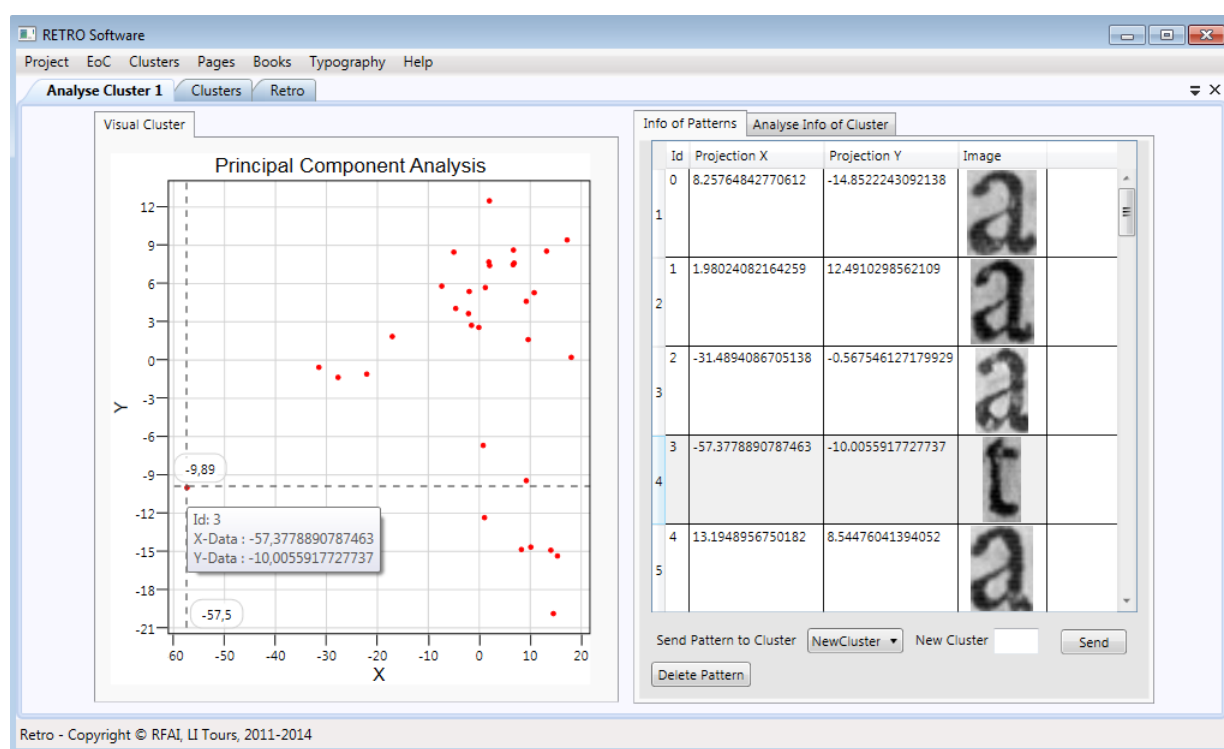 RETRO Software
Project EoC Clusters Pages Books Typography Help
Analyse Cluster 1 Clusters Retro
Visual Cluster
Principal Component Analysis
12
9
6
3
0
-3
-6
-9
-12
-15
-18
-21
Y
-9,89
Id: 3
X-Data : -57,3778890787463
Y-Data : -10,0055917727737
-57,5
60 -50 -40 -30 -20 -10 0 10 20
X
Info of Patterns Analyse Info of Cluster
Id Projection X Projection Y Image
1 0 8.25764842770612 -14.8522243092138 a
2 1 1.98024082164259 12.4910298562109 a
3 2 -31.4894086705138 -0.567546127179929 a
4 3 -57.3778890787463 -10.0055917727737 t
5 4 13.1948956750182 8.54476041394052 a
Send Pattern to Cluster NewCluster New Cluster Send
Delete Pattern
Retro - Copyright © RFAI, LI Tours, 2011-2014